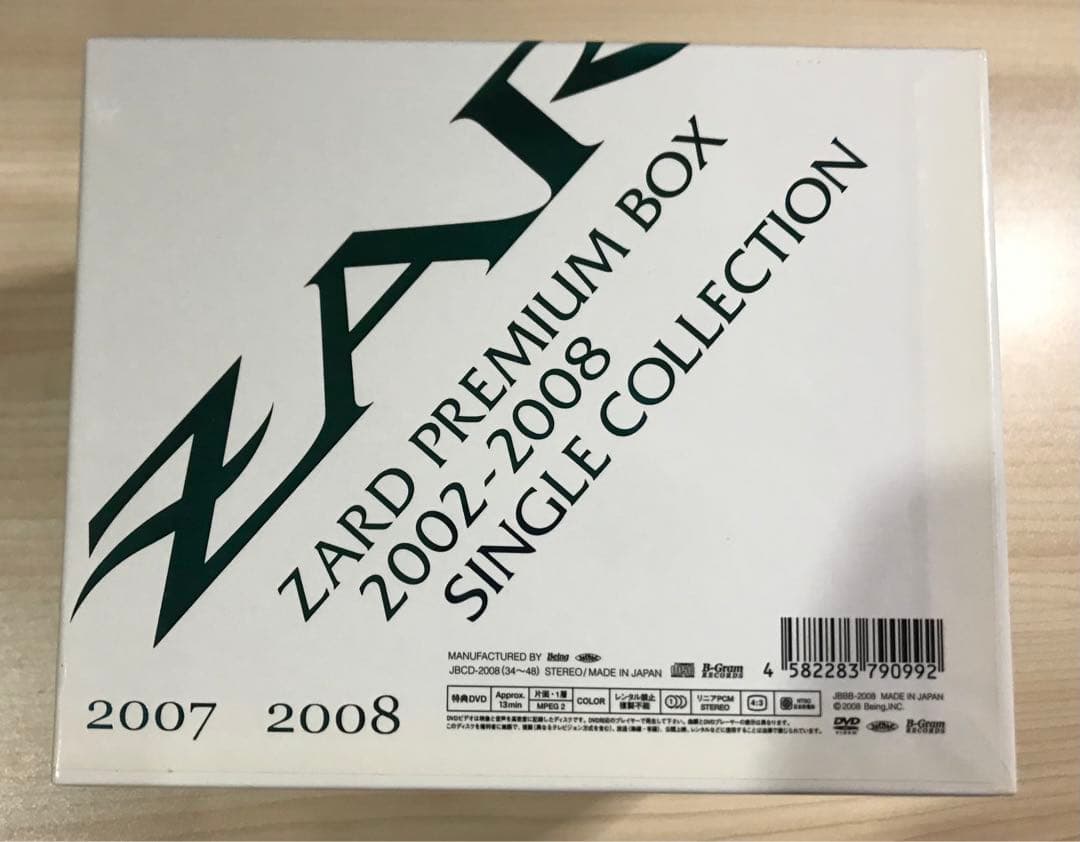 ZAR
ZARD PREMIUM BOX
2002-2008
SINGLE COLLECTION
MANUFACTURED BY Being
JBCD-2008(34〜48) STEREO/MADE IN JAPAN B-Gram RECORDS
4 582283 790992
2007 2008
特典DVD Approx. 13min 片面・1層 MPEG 2 COLOR レンタル禁止 複製不能 リニアPCM STEREO 4:3
JBBB-2008 MADE IN JAPAN
©2008 Being,INC.
DVD VIDEO B-Gram RECORDS